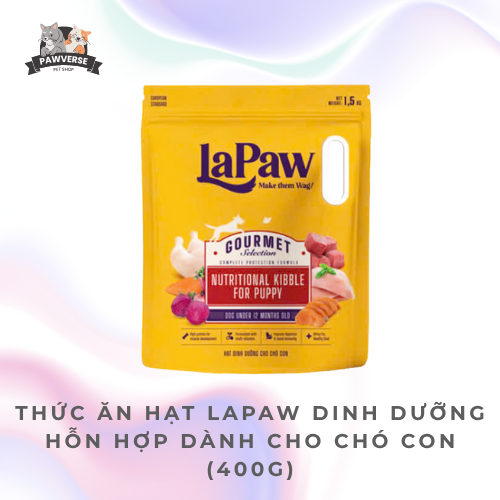 PAWVERSE
PET SHOP
EUROPEAN
STANDARD
NET
WEIGHT: 1,5 KG
LaPaw
Make them Wag!
GOURMET
Selection
COMPLETE PROTECTION FORMULA
NUTRITIONAL KIBBLE
FOR PUPPY
DOG UNDER 12 MONTHS OLD
HẠT DINH DƯỠNG CHO CHÓ CON
THỨC ĂN HẠT LAPAW DINH DƯỠNG
HỖN HỢP DÀNH CHO CHÓ CON
(400G)